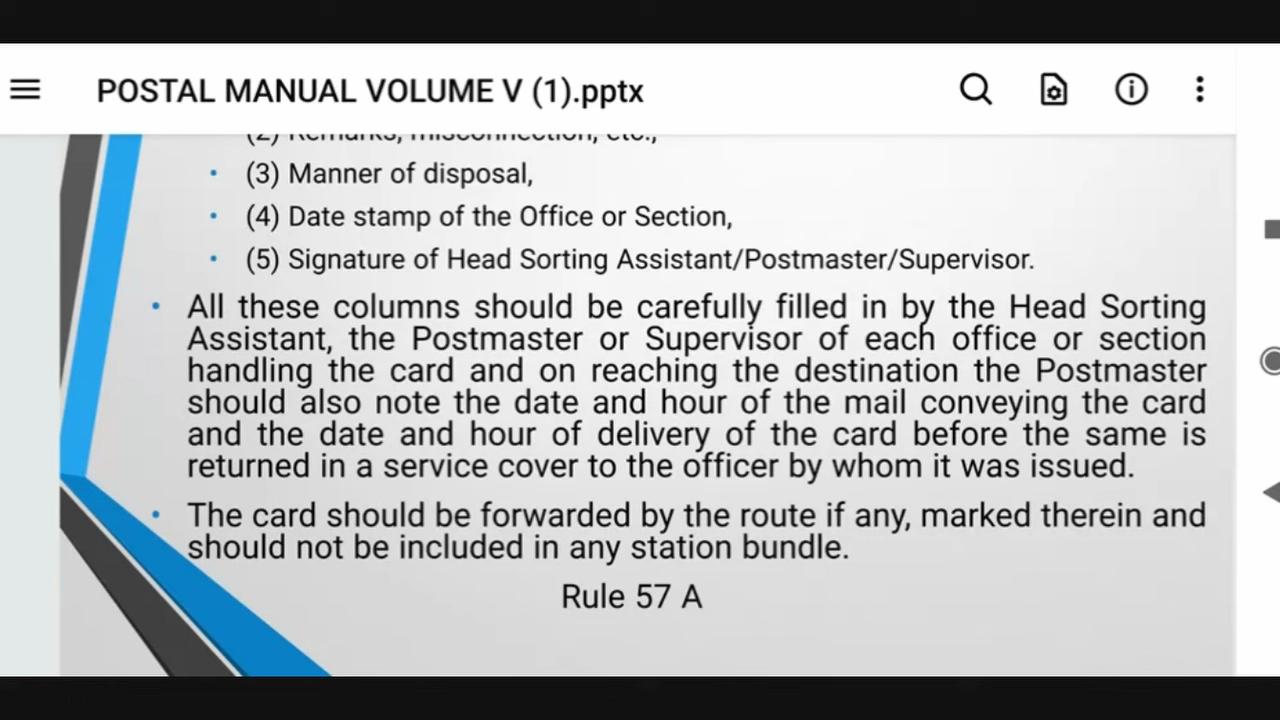 POSTAL MANUAL VOLUME V (1).pptx
(2) Remarks, misconnection, etc.,
• (3) Manner of disposal,
• (4) Date stamp of the Office or Section,
• (5) Signature of Head Sorting Assistant/Postmaster/Supervisor.
• All these columns should be carefully filled in by the Head Sorting
Assistant, the Postmaster or Supervisor of each office or section
handling the card and on reaching the destination the Postmaster
should also note the date and hour of the mail conveying the card
and the date and hour of delivery of the card before the same is
returned in a service cover to the officer by whom it was issued.
• The card should be forwarded by the route if any, marked therein and
should not be included in any station bundle.
Rule 57 A